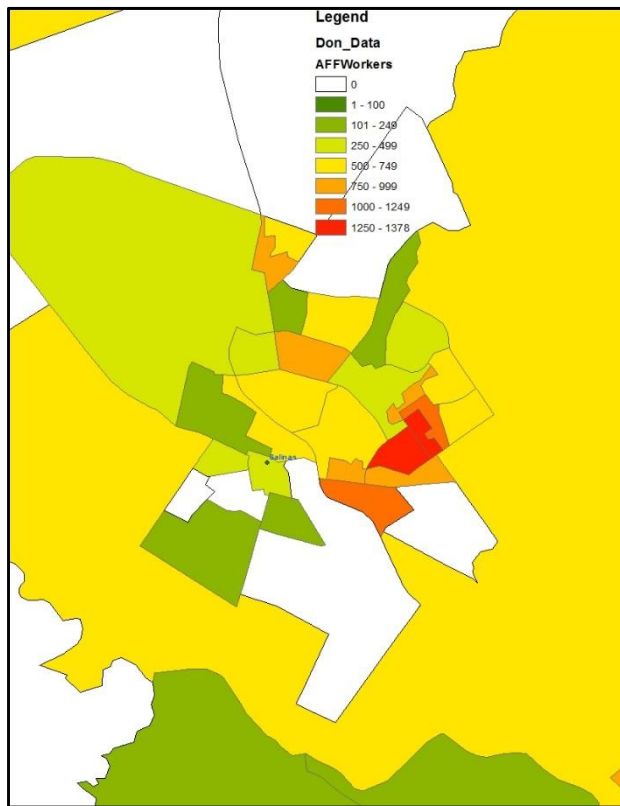 Legend
Don_Data
AFFWorkers
0
1 - 100
101 - 249
250 - 499
500 - 749
750 - 999
1000 - 1249
1250 - 1378
Salinas